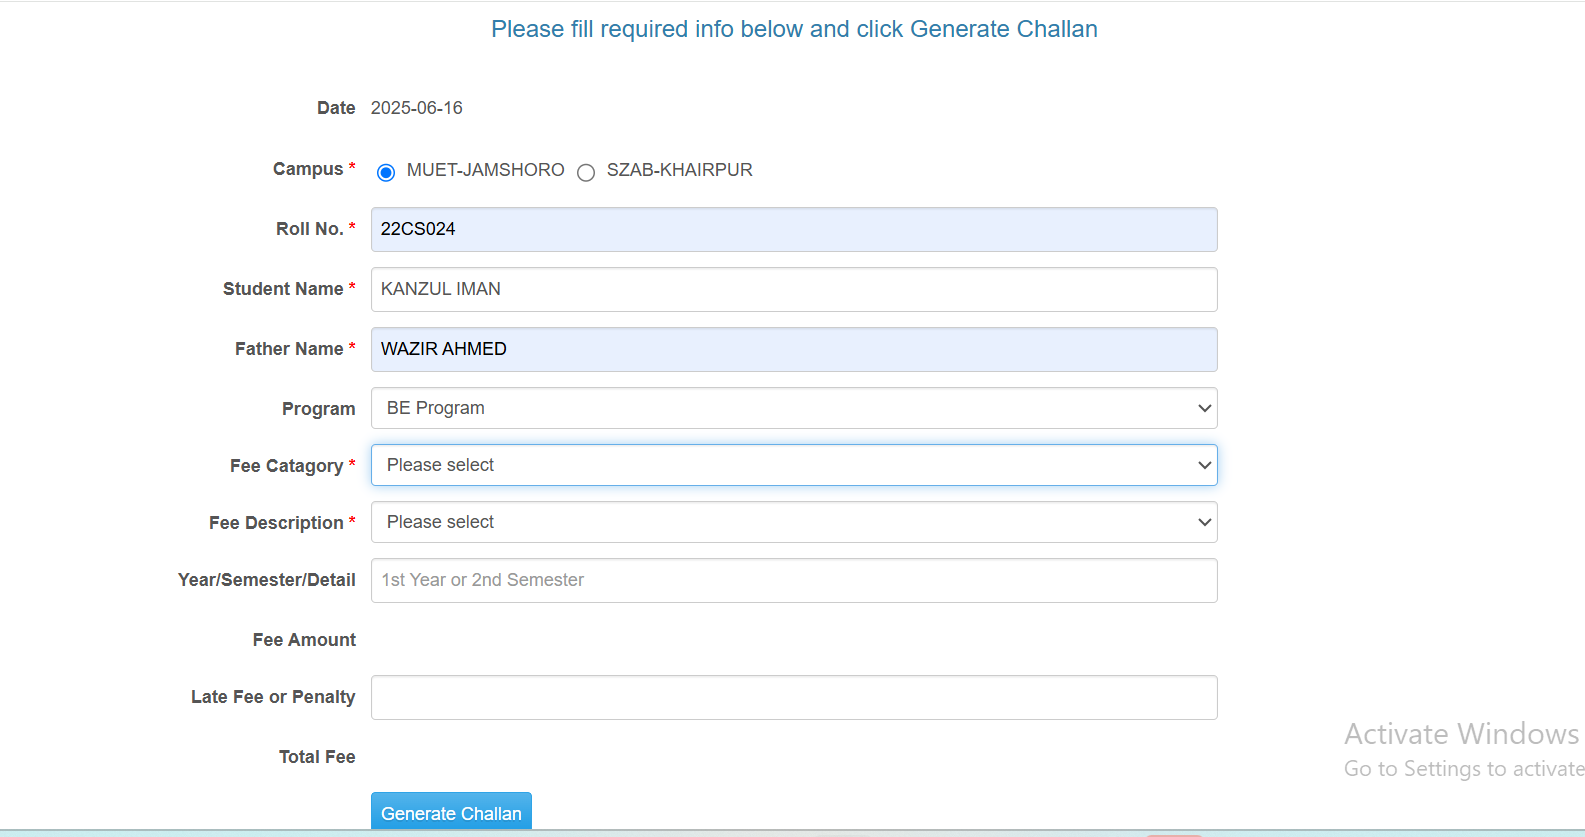 Please fill required info below and click Generate Challan
Date 2025-06-16
Campus * MUET-JAMSHORO SZAB-KHAIRPUR
Roll No. * 22CS024
Student Name * KANZUL IMAN
Father Name * WAZIR AHMED
Program BE Program
Fee Catagory * Please select
Fee Description * Please select
Year/Semester/Detail 1st Year or 2nd Semester
Fee Amount
Late Fee or Penalty
Total Fee
Generate Challan
Activate Windows
Go to Settings to activate